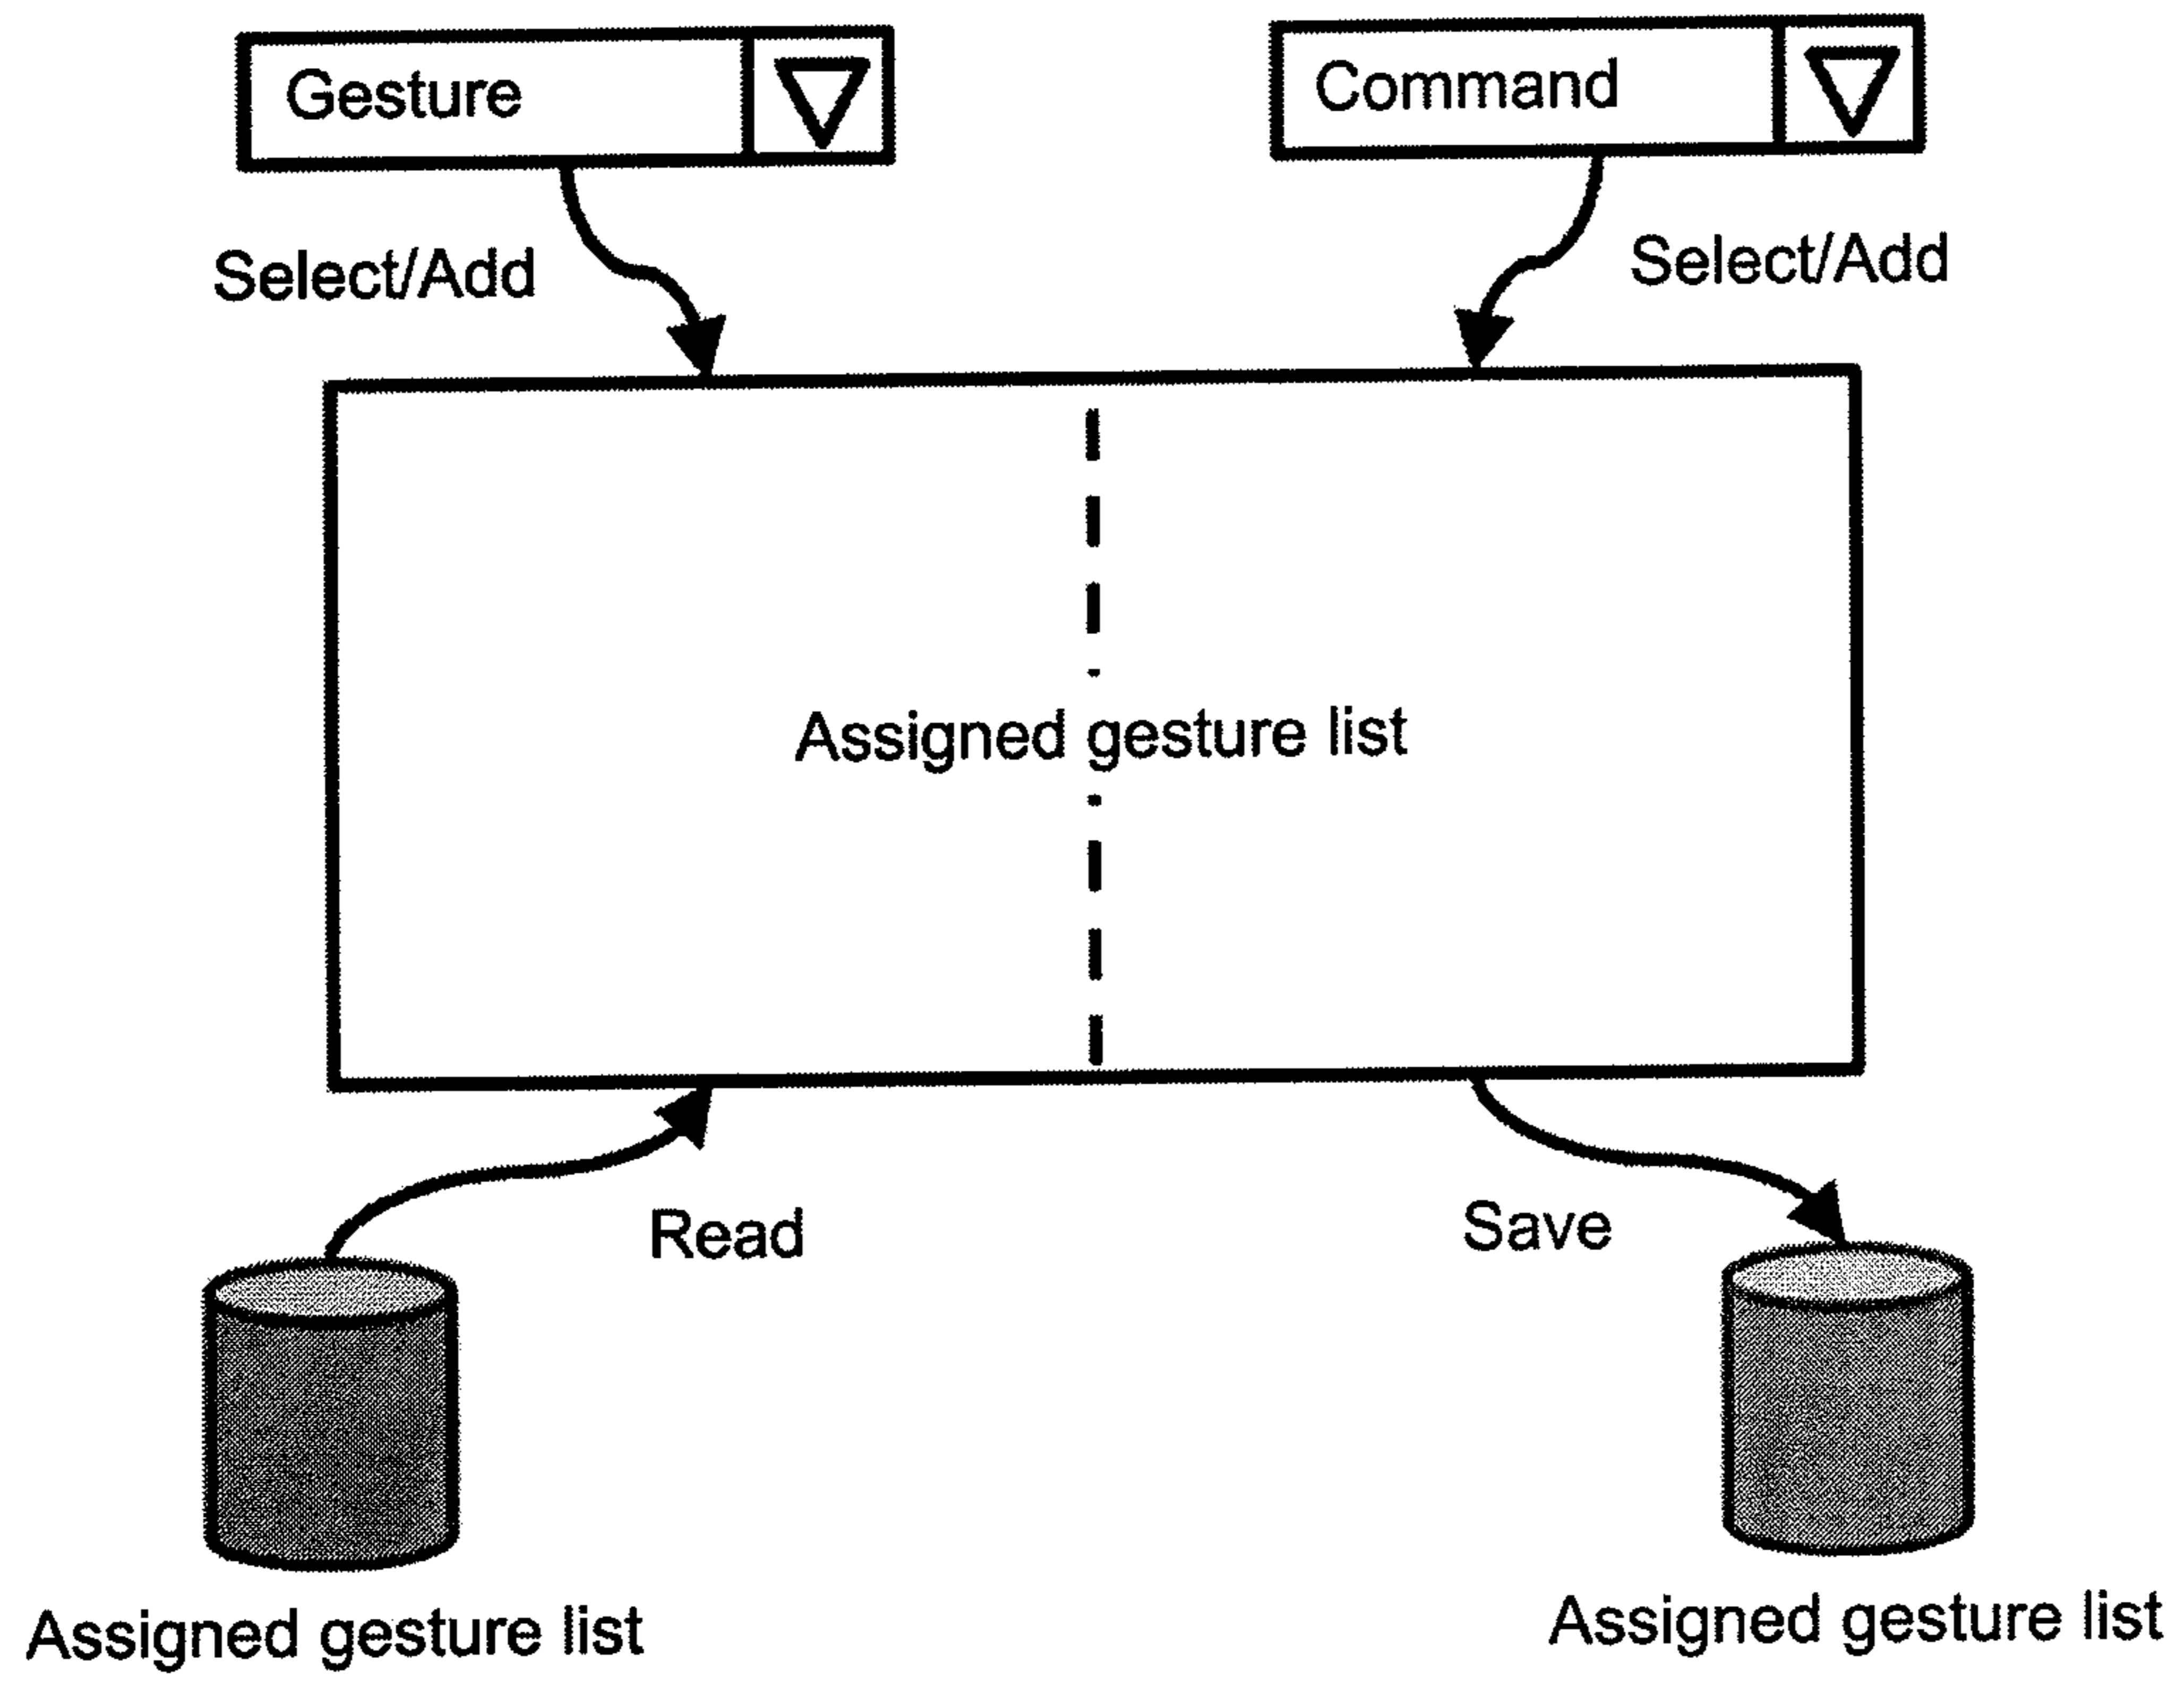 Gesture
Command
Select/Add
Select/Add
Assigned gesture list
Read
Save
Assigned gesture list
Assigned gesture list